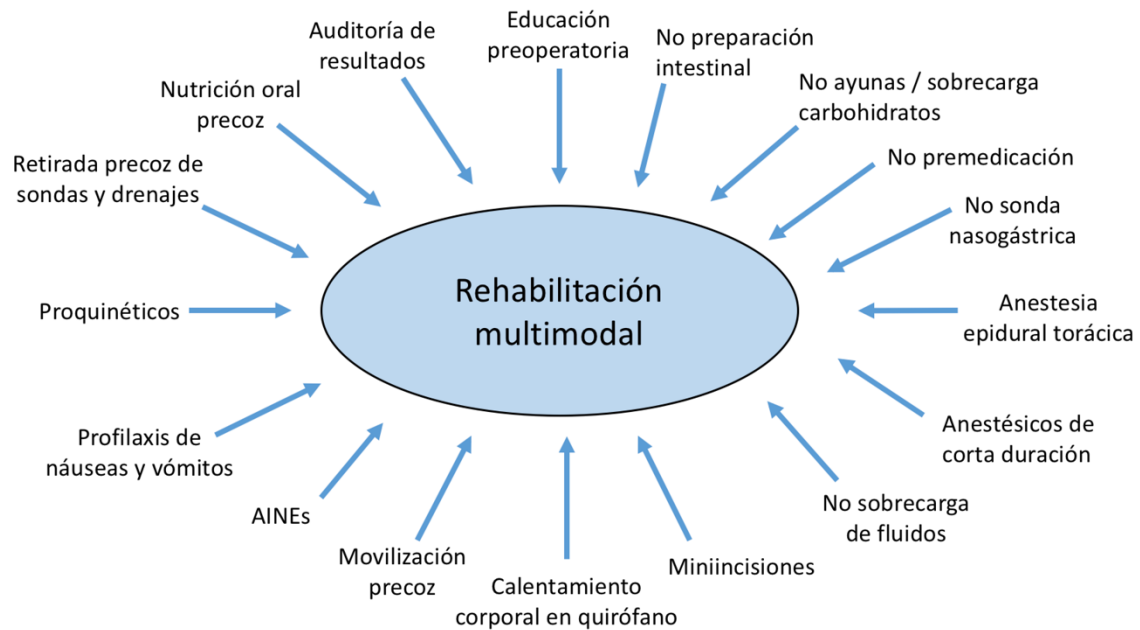 Educación
preoperatoria
No preparación
intestinal
No ayunas / sobrecarga
carbohidratos
No premedicación
No sonda
nasogástrica
Anestesia
epidural torácica
Anestésicos de
corta duración
No sobrecarga
de fluidos
Miniincisiones
Calentamiento
corporal en quirófano
Movilización
precoz
AINEs
Profilaxis de
náuseas y vómitos
Proquinéticos
Retirada precoz de
sondas y drenajes
Nutrición oral
precoz
Auditoría de
resultados
Rehabilitación
multimodal